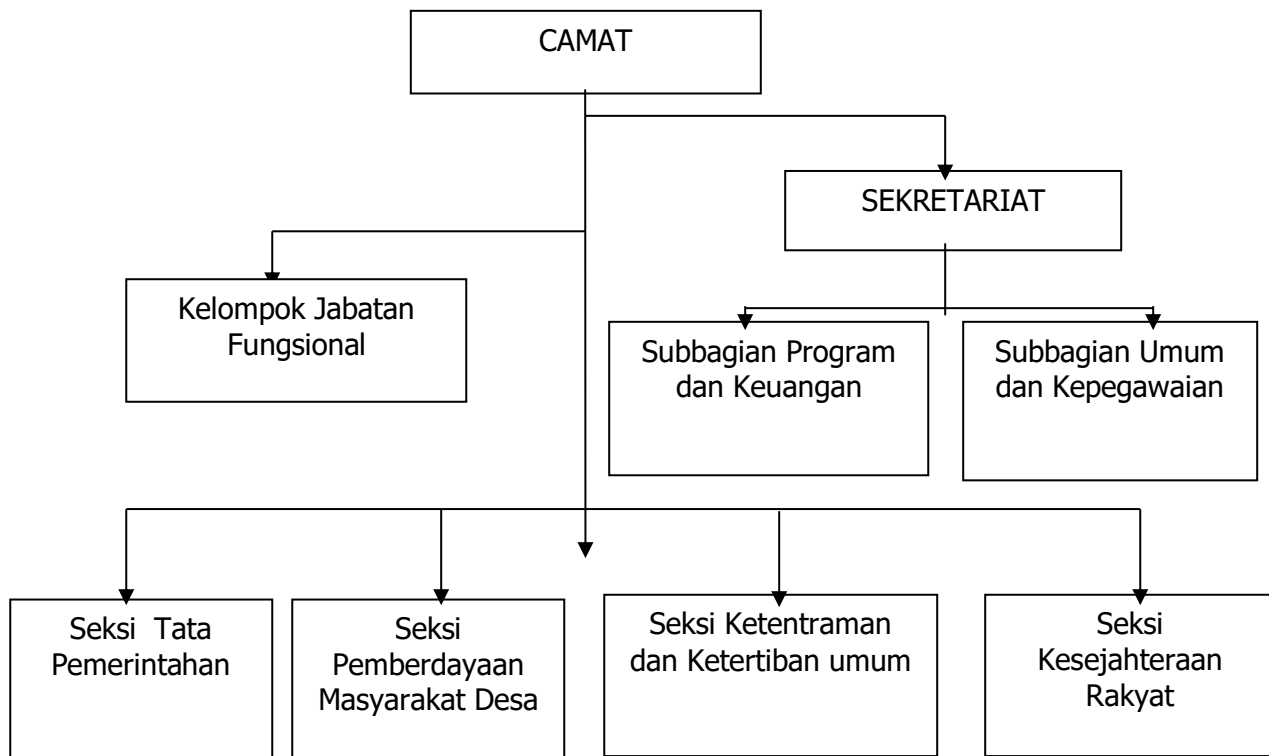 CAMAT
SEKRETARIAT
Kelompok Jabatan
Fungsional
Subbagian Program
dan Keuangan
Subbagian Umum
dan Kepegawaian
Seksi Tata
Pemerintahan
Seksi
Pemberdayaan
Masyarakat Desa
Seksi Ketentraman
dan Ketertiban umum
Seksi
Kesejahteraan
Rakyat